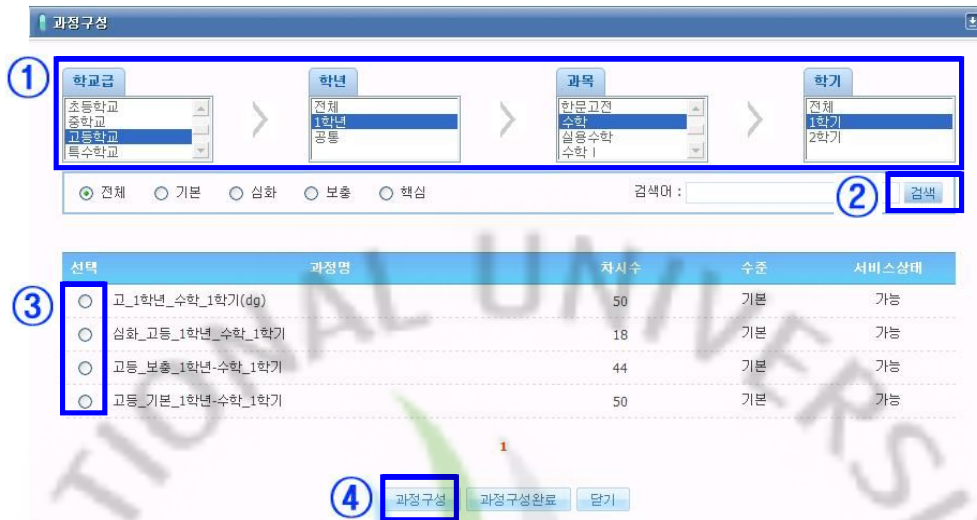 과정구성
①
학교급
초등학교
중학교
고등학교
특수학교
학년
전체
1학년
공통
과목
한문고전
수학
실용수학
수학 I
학기
전체
1학기
2학기
전체 기본 심화 보충 핵심 검색어 : ② 검색
선택 과정명 차시수 수준 서비스상태
③
고_1학년_수학_1학기(dg) 50 기본 가능
심화_고등_1학년_수학_1학기 18 기본 가능
고등_보충_1학년-수학_1학기 44 기본 가능
고등_기본_1학년-수학_1학기 50 기본 가능
1
④ 과정구성 과정구성완료 닫기
TIONAL UNIVERS